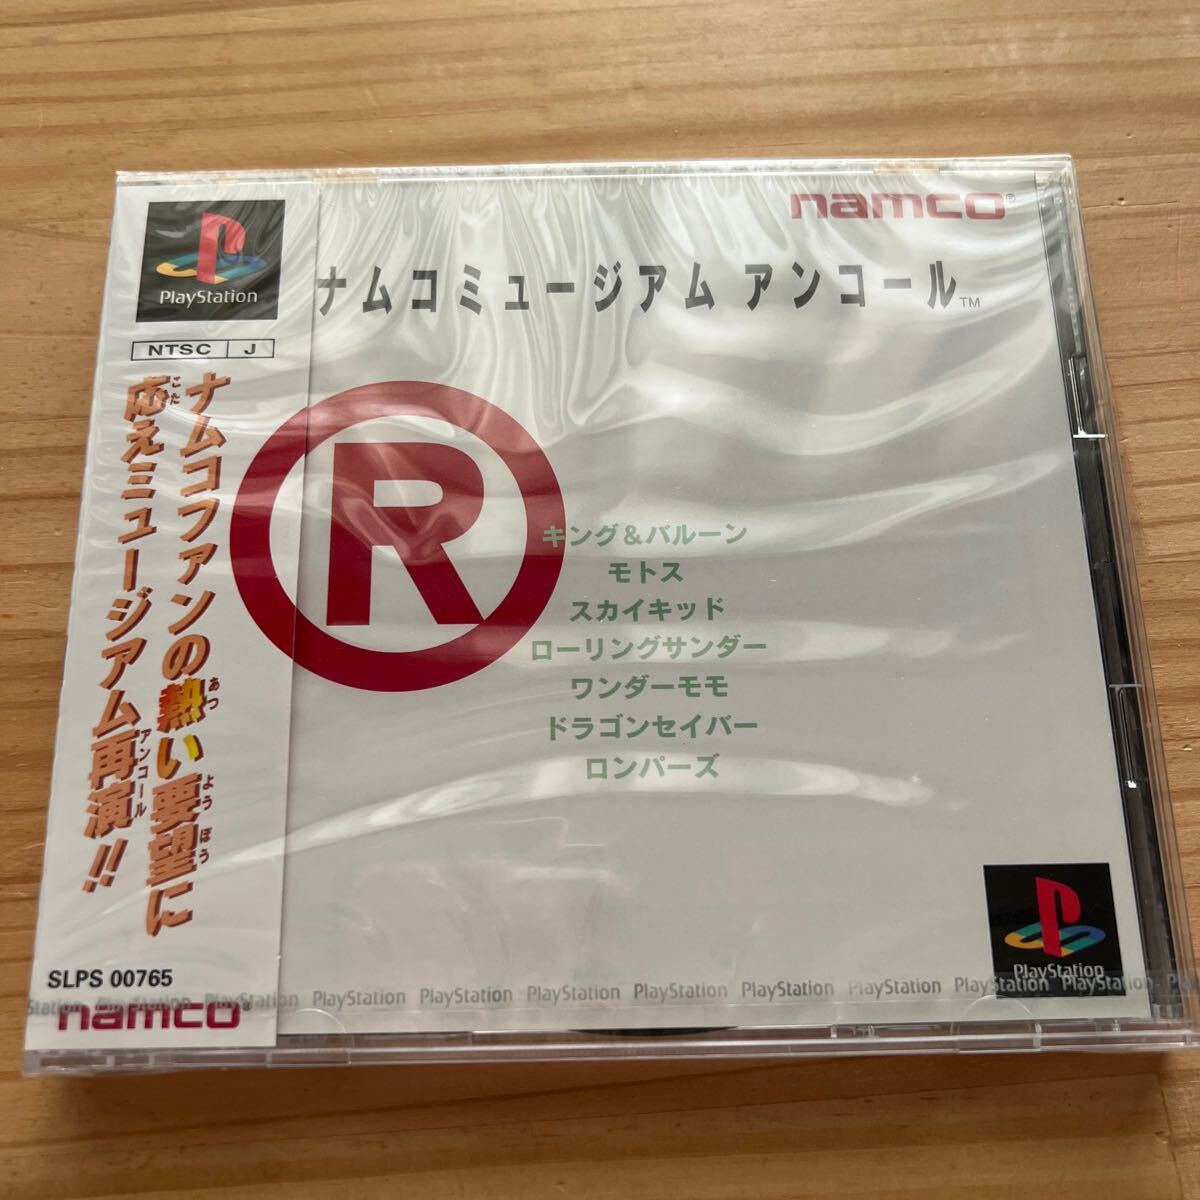 PlayStation
NTSC J
ナムコファンの熱い要望に
あつ
ようぼう
応えミュージアム再演!!
こた
アンコール
SLPS 00765
namco®
namco®
ナムコミュージアム アンコール™
R
キング&バルーン
モトス
スカイキッド
ローリングサンダー
ワンダーモモ
ドラゴンセイバー
ロンパーズ
PlayStation
Station PlayStation PlayStation PlayStation PlayStation PlayStation PlayStation PlayStation PlayStation PlayStation PlayStation